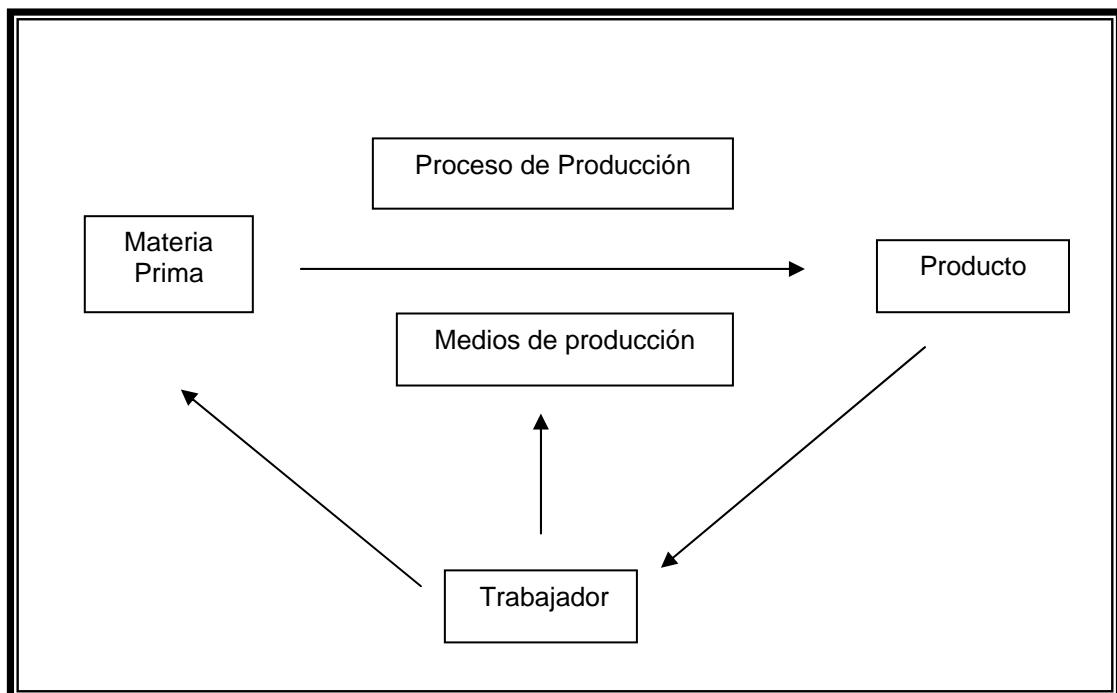 Proceso de Producción
Materia
Prima
Producto
Medios de producción
Trabajador